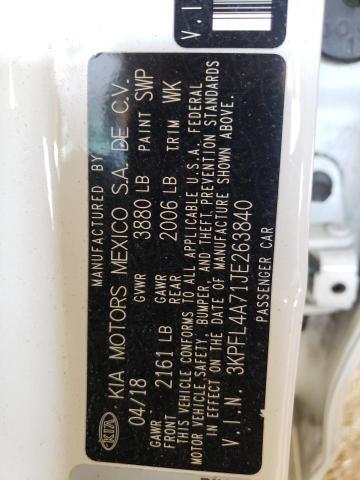 MANUFACTURED BY
KIA
KIA MOTORS MEXICO S.A. DE C.V.
04/18 GVWR 3880 LB PAINT SWP
GAWR FRONT 2161 LB GAWR REAR 2006 LB TRIM WK
THIS VEHICLE CONFORMS TO ALL APPLICABLE U.S.A. FEDERAL
MOTOR VEHICLE SAFETY, BUMPER, AND THEFT PREVENTION STANDARDS
IN EFFECT ON THE DATE OF MANUFACTURE SHOWN ABOVE.
V.I.N. 3KPFL4A71JE263840
PASSENGER CAR
V.I